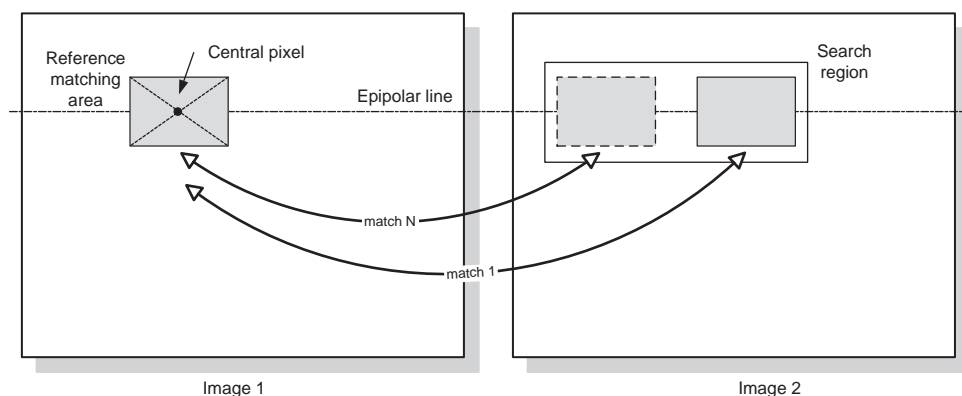 Reference
matching
area
Central pixel
Epipolar line
Search
region
match N
match 1
Image 1
Image 2